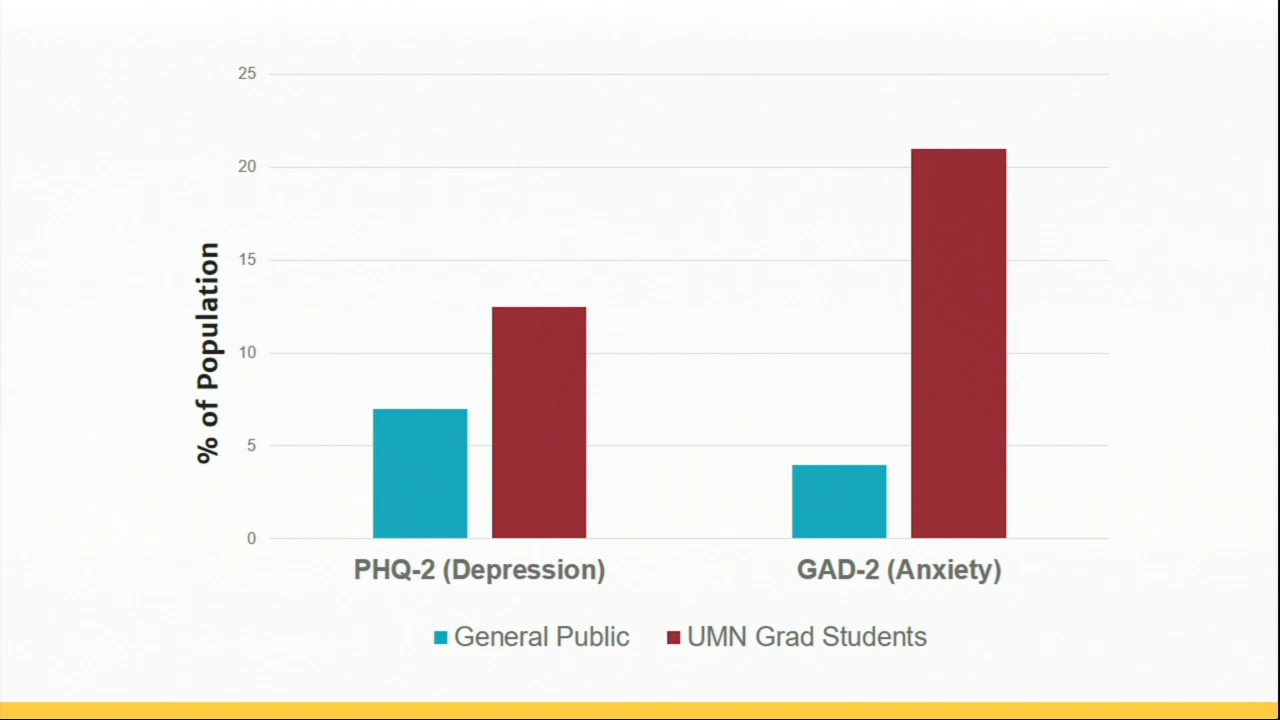 25
20
15
10
5
0
% of Population
PHQ-2 (Depression)
GAD-2 (Anxiety)
General Public
UMN Grad Students